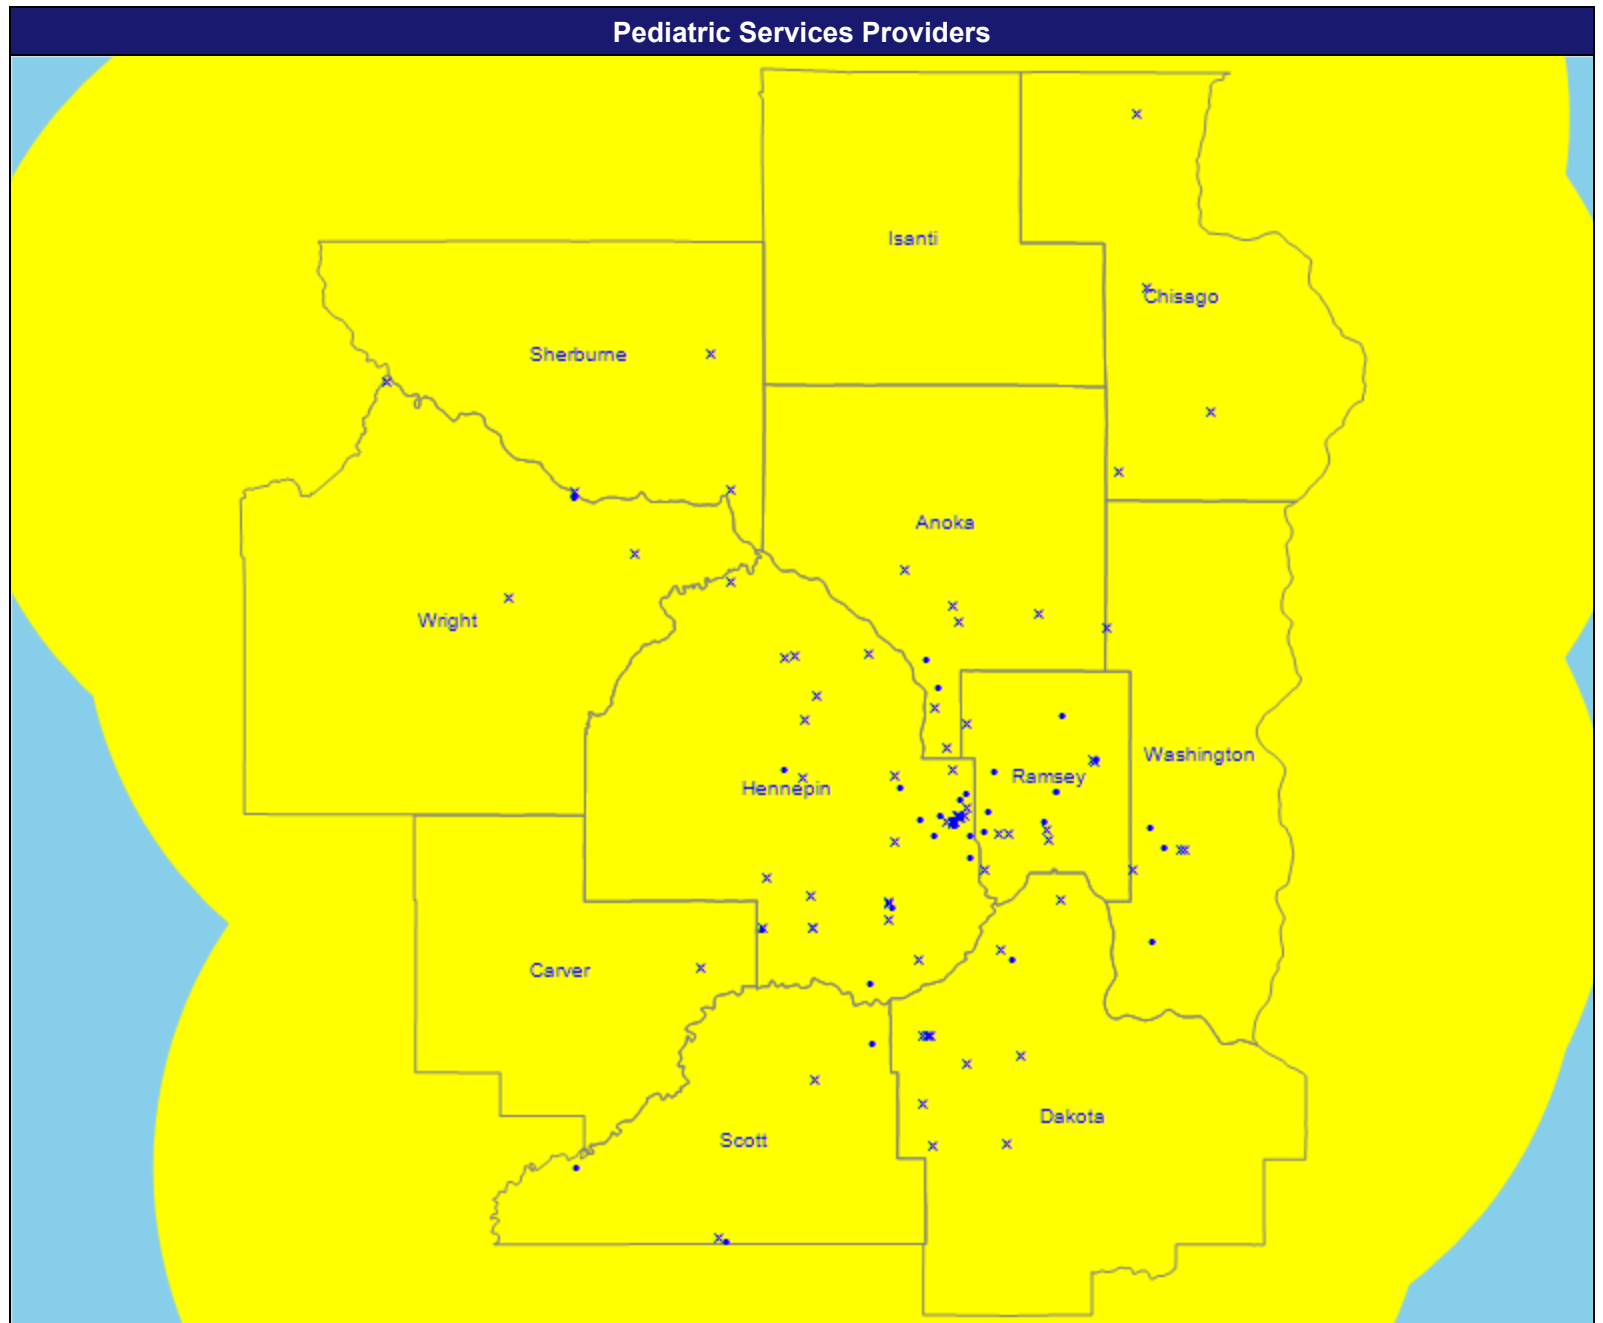 Pediatric Services Providers
Isanti
Chisago
Sherburne
Anoka
Wright
Washington
Ramsey
Hennepin
Carver
Dakota
Scott